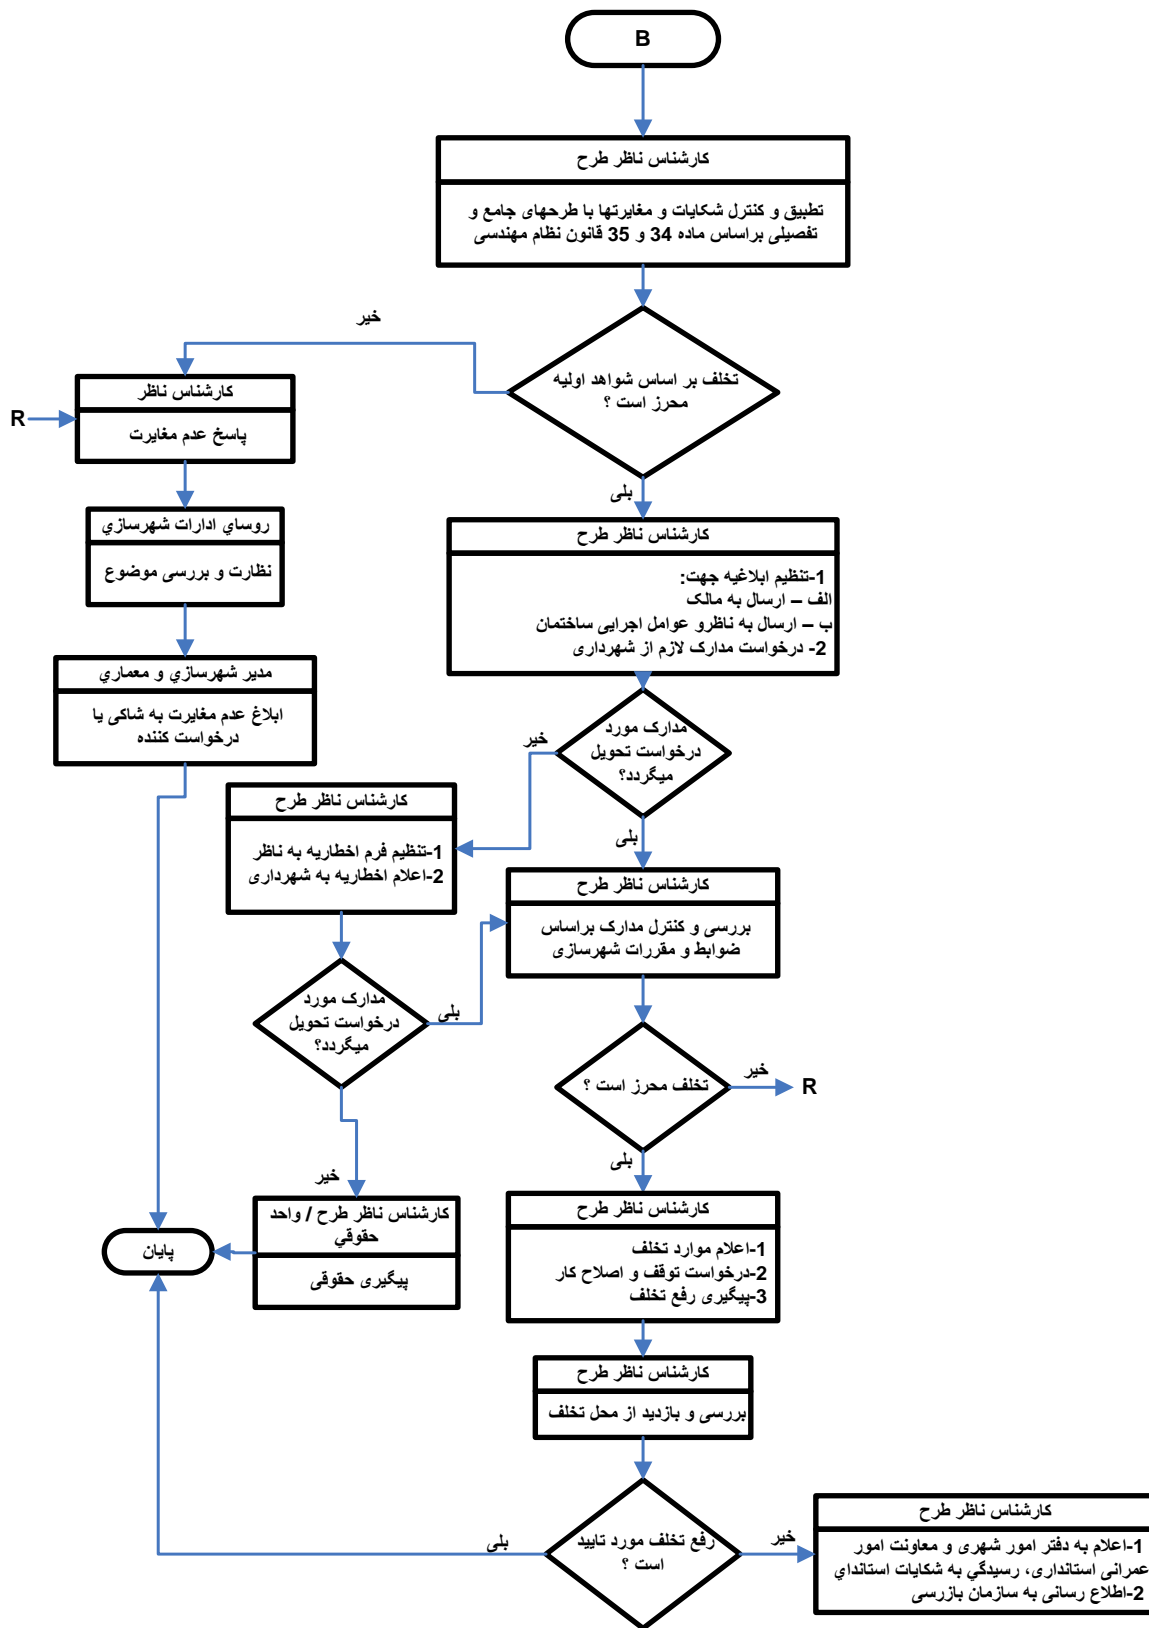 B
کارشناس ناظر طرح
تطبیق و کنترل شکایات و مغایرتها با طرحهای جامع و
تفصیلی براساس ماده 34 و 35 قانون نظام مهندسی
تخلف بر اساس شواهد اولیه
محرز است ؟
خیر
بلی
R
کارشناس ناظر
پاسخ عدم مغایرت
روساي ادارات شهرسازي
نظارت و بررسی موضوع
مدیر شهرسازي و معماري
ابلاغ عدم مغایرت به شاکی یا
درخواست کننده
کارشناس ناظر طرح
1-تنظیم ابلاغیه جهت:
الف – ارسال به مالک
ب – ارسال به ناظرو عوامل اجرایی ساختمان
2- درخواست مدارک لازم از شهرداری
مدارک مورد
درخواست تحویل
میگردد؟
خیر
بلی
کارشناس ناظر طرح
1-تنظیم فرم اخطاریه به ناظر
2-اعلام اخطاریه به شهرداری
کارشناس ناظر طرح
بررسی و کنترل مدارک براساس
ضوابط و مقررات شهرسازی
مدارک مورد
درخواست تحویل
میگردد؟
بلی
خیر
تخلف محرز است ؟
خیر
R
بلی
کارشناس ناظر طرح / واحد
حقوقي
پیگیری حقوقی
پایان
کارشناس ناظر طرح
1-اعلام موارد تخلف
2-درخواست توقف و اصلاح کار
3-پیگیری رفع تخلف
کارشناس ناظر طرح
بررسی و بازدید از محل تخلف
رفع تخلف مورد تایید
است ؟
بلی
خیر
کارشناس ناظر طرح
1-اعلام به دفتر امور شهری و معاونت امور
عمرانی استانداری، رسیدگي به شکایات استانداي
2-اطلاع رسانی به سازمان بازرسی